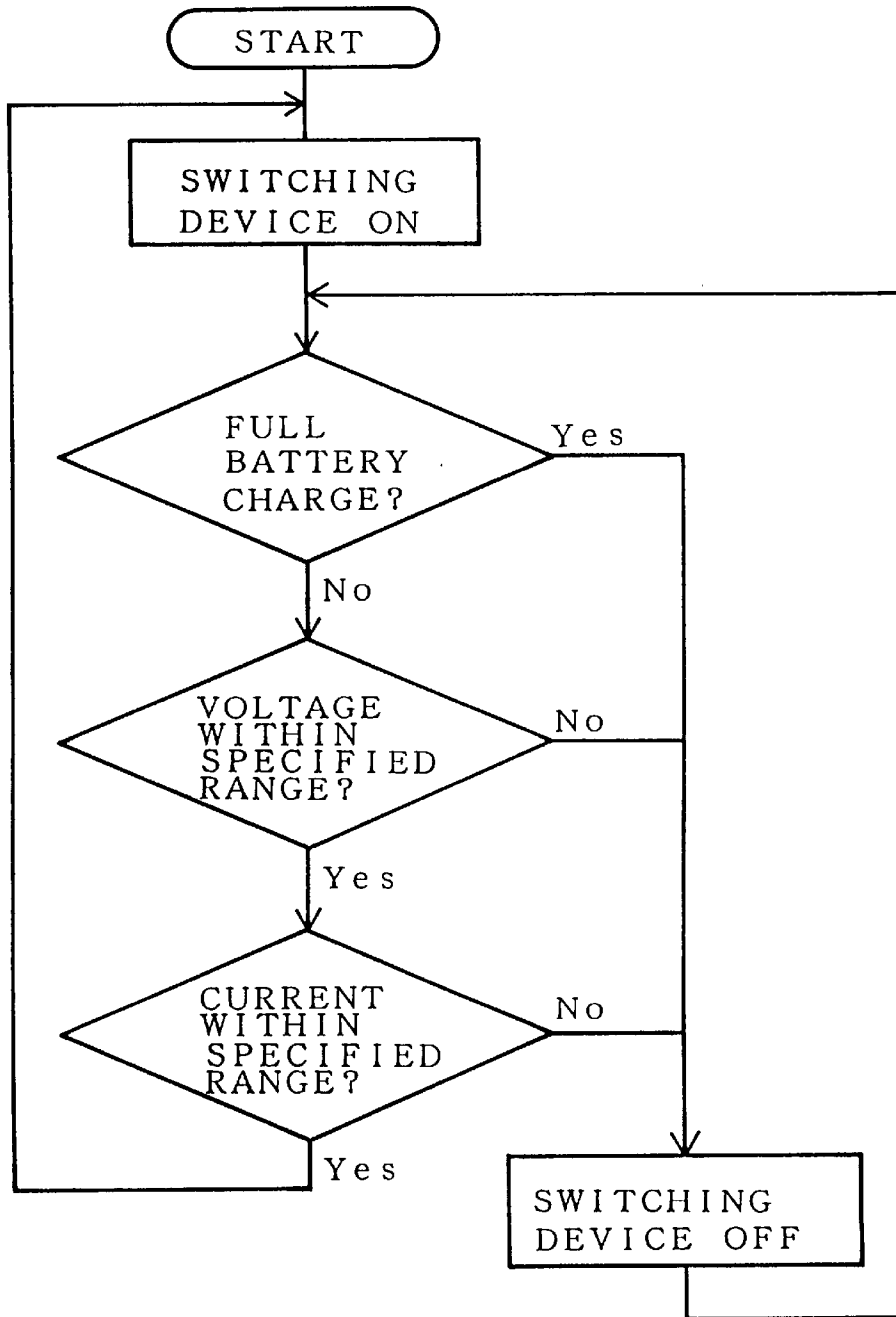 START
SWITCHING
DEVICE ON
FULL
BATTERY
CHARGE?
Yes
No
VOLTAGE
WITHIN
SPECIFIED
RANGE?
No
Yes
CURRENT
WITHIN
SPECIFIED
RANGE?
No
Yes
SWITCHING
DEVICE OFF